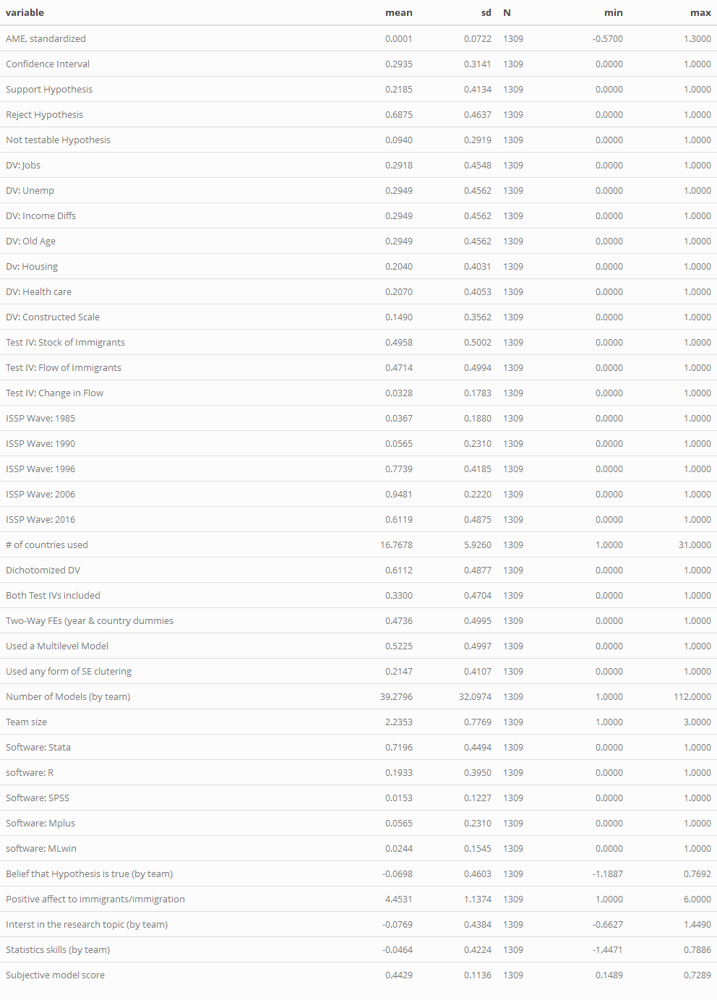 variable mean sd N min max
AME, standardized 0.0001 0.0722 1309 -0.5700 1.3000
Confidence Interval 0.2935 0.3141 1309 0.0000 1.0000
Support Hypothesis 0.2185 0.4134 1309 0.0000 1.0000
Reject Hypothesis 0.6875 0.4637 1309 0.0000 1.0000
Not testable Hypothesis 0.0940 0.2919 1309 0.0000 1.0000
DV: Jobs 0.2918 0.4548 1309 0.0000 1.0000
DV: Unemp 0.2949 0.4562 1309 0.0000 1.0000
DV: Income Diffs 0.2949 0.4562 1309 0.0000 1.0000
DV: Old Age 0.2949 0.4562 1309 0.0000 1.0000
Dv: Housing 0.2040 0.4031 1309 0.0000 1.0000
DV: Health care 0.2070 0.4053 1309 0.0000 1.0000
DV: Constructed Scale 0.1490 0.3562 1309 0.0000 1.0000
Test IV: Stock of Immigrants 0.4958 0.5002 1309 0.0000 1.0000
Test IV: Flow of Immigrants 0.4714 0.4994 1309 0.0000 1.0000
Test IV: Change in Flow 0.0328 0.1783 1309 0.0000 1.0000
ISSP Wave: 1985 0.0367 0.1880 1309 0.0000 1.0000
ISSP Wave: 1990 0.0565 0.2310 1309 0.0000 1.0000
ISSP Wave: 1996 0.7739 0.4185 1309 0.0000 1.0000
ISSP Wave: 2006 0.9481 0.2220 1309 0.0000 1.0000
ISSP Wave: 2016 0.6119 0.4875 1309 0.0000 1.0000
# of countries used 16.7678 5.9260 1309 1.0000 31.0000
Dichotomized DV 0.6112 0.4877 1309 0.0000 1.0000
Both Test IVs included 0.3300 0.4704 1309 0.0000 1.0000
Two-Way FEs (year & country dummies 0.4736 0.4995 1309 0.0000 1.0000
Used a Multilevel Model 0.5225 0.4997 1309 0.0000 1.0000
Used any form of SE clutering 0.2147 0.4107 1309 0.0000 1.0000
Number of Models (by team) 39.2796 32.0974 1309 1.0000 112.0000
Team size 2.2353 0.7769 1309 1.0000 3.0000
Software: Stata 0.7196 0.4494 1309 0.0000 1.0000
software: R 0.1933 0.3950 1309 0.0000 1.0000
Software: SPSS 0.0153 0.1227 1309 0.0000 1.0000
Software: Mplus 0.0565 0.2310 1309 0.0000 1.0000
software: MLwin 0.0244 0.1545 1309 0.0000 1.0000
Belief that Hypothesis is true (by team) -0.0698 0.4603 1309 -1.1887 0.7692
Positive affect to immigrants/immigration 4.4531 1.1374 1309 1.0000 6.0000
Interst in the research topic (by team) -0.0769 0.4384 1309 -0.6627 1.4490
Statistics skills (by team) -0.0464 0.4224 1309 -1.4471 0.7886
Subjective model score 0.4429 0.1136 1309 0.1489 0.7289